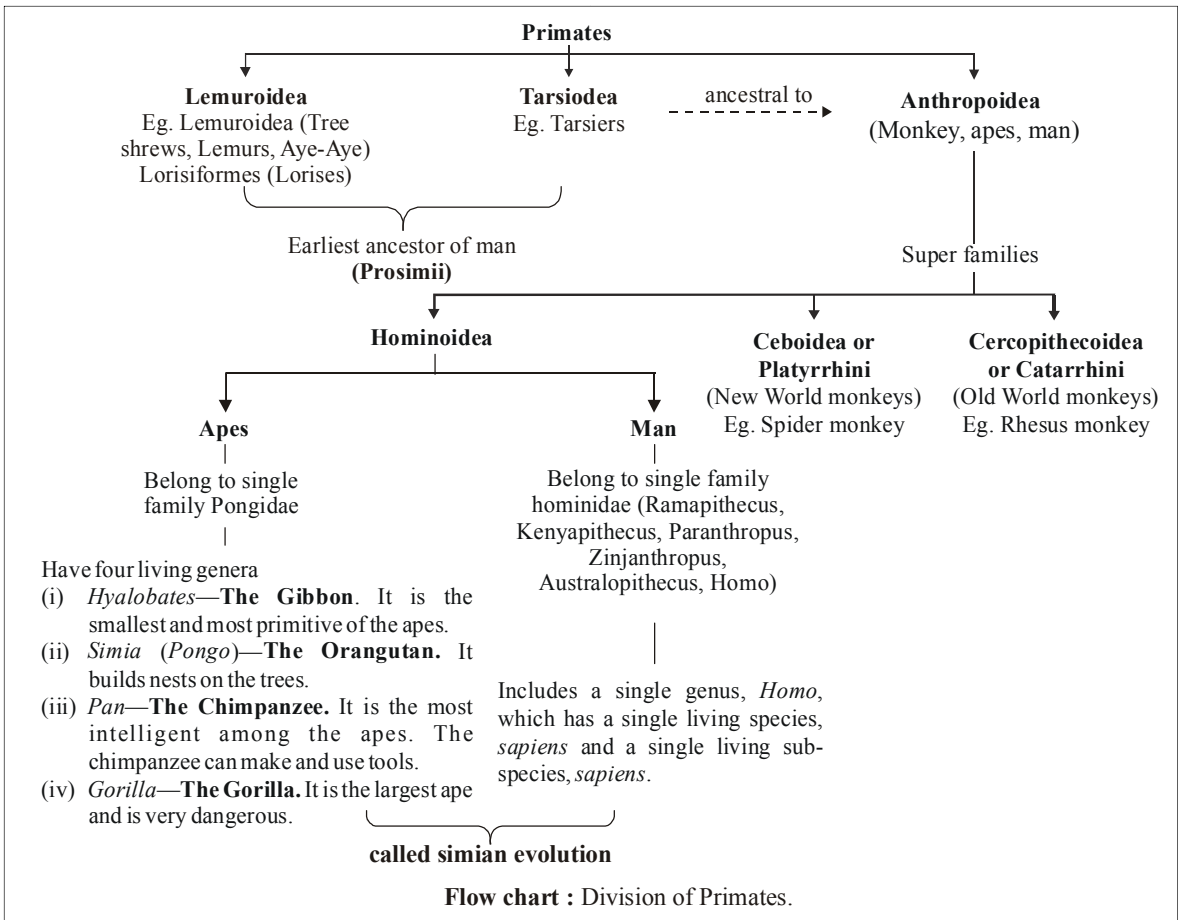 Primates
Lemuroidea
Eg. Lemuroidea (Tree
shrews, Lemurs, Aye-Aye)
Lorisiformes (Lorises)
Tarsiodea
Eg. Tarsiers
ancestral to
Anthropoidea
(Monkey, apes, man)
Earliest ancestor of man
(Prosimii)
Super families
Hominoidea
Ceboidea or
Platyrrhini
(New World monkeys)
Eg. Spider monkey
Cercopithecoidea
or Catarrhini
(Old World monkeys)
Eg. Rhesus monkey
Apes
Belong to single
family Pongidae
Have four living genera
(i) Hyalobates—The Gibbon. It is the
smallest and most primitive of the apes.
(ii) Simia (Pongo)—The Orangutan. It
builds nests on the trees.
(iii) Pan—The Chimpanzee. It is the most
intelligent among the apes. The
chimpanzee can make and use tools.
(iv) Gorilla—The Gorilla. It is the largest ape
and is very dangerous.
Man
Belong to single family
hominidae (Ramapithecus,
Kenyapithecus, Paranthropus,
Zinjanthropus,
Australopithecus, Homo)
Includes a single genus, Homo,
which has a single living species,
sapiens and a single living sub-
species, sapiens.
called simian evolution
Flow chart : Division of Primates.